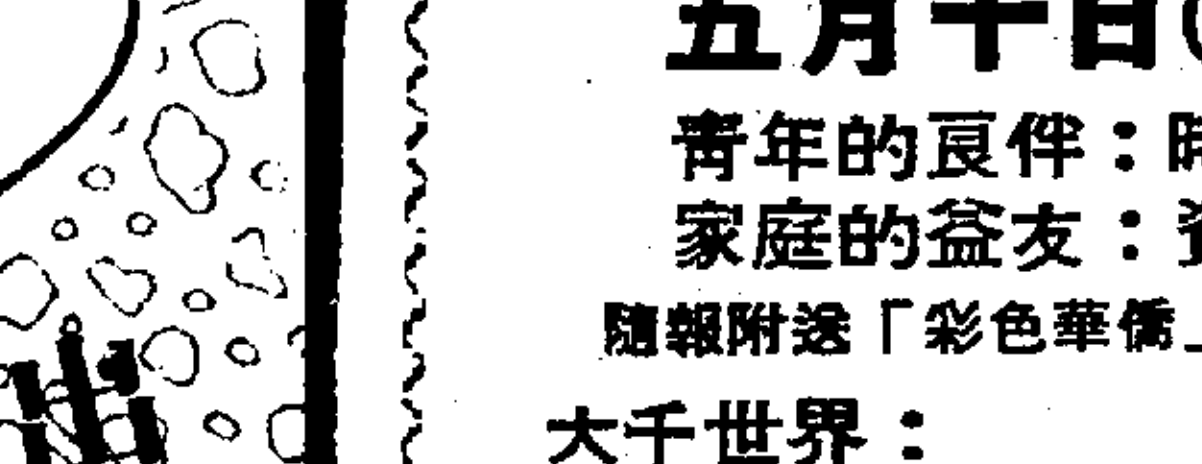 五月十日
青年的良伴：
家庭的益友：
隨報附送「彩色華僑」
大千世界：